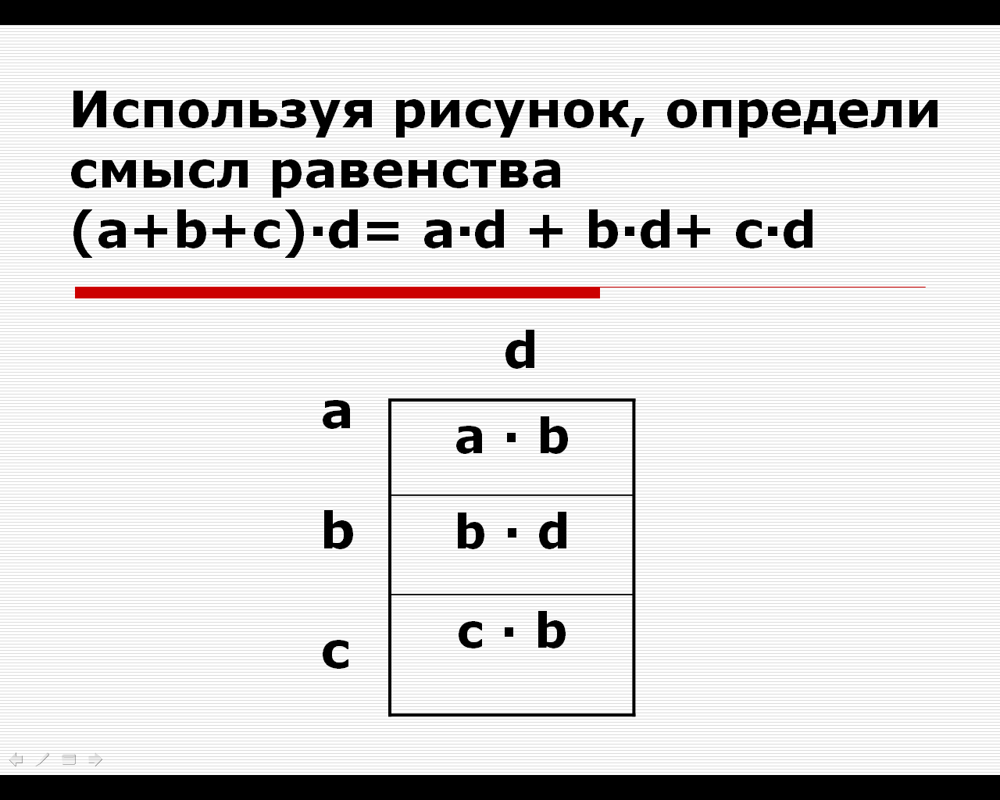 Используя рисунок, определи
смысл равенства
(a+b+c)·d= a·d + b·d+ c·d
d
a
a · b
b
b · d
c · b
c